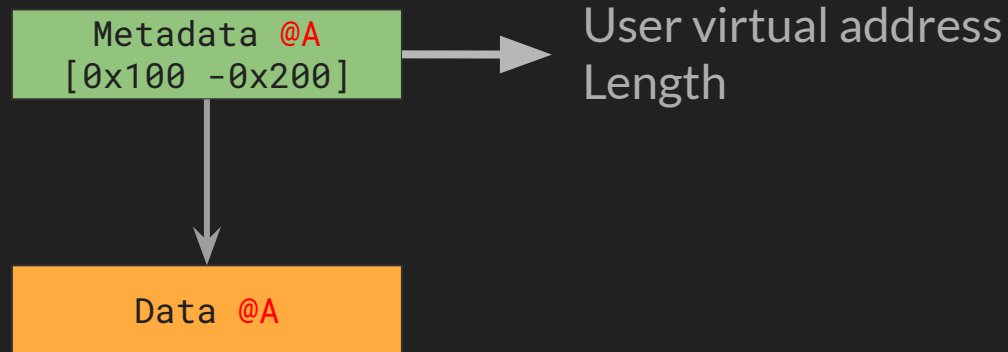 Metadata @A
[0x100 -0x200]
User virtual address
Length
Data @A